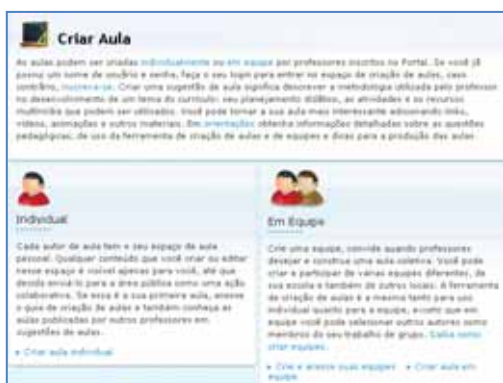 Criar Aula
As aulas podem ser criadas individualmente ou em equipe por professores inscritos no Portal. Se você já
possui um nome de usuário e senha, faça o seu login para entrar no espaço de criação de aulas, caso
contrário, inscreva-se. Criar uma sugestão de aula significa descrever a metodologia utilizada pelo professor
no desenvolvimento de um tema do currículo: seu planejamento didático, as atividades e os recursos
multimídia que podem ser utilizados. Você pode tornar a sua aula mais interessante adicionando links,
vídeos, animações e outros materiais. Em orientações obtenha informações detalhadas sobre as questões
pedagógicas, de uso da ferramenta de criação de aulas e de equipes e dicas para a produção das aulas.
Individual
Cada autor de aula tem o seu espaço de aula
pessoal. Qualquer conteúdo que você criar ou editar
nesse espaço é visível apenas para você, até que
decida enviá-lo para a área pública como uma ação
colaborativa. Se essa é a sua primeira aula, acesse
o guia de criação de aulas e também conheça as
aulas publicadas por outros professores em
sugestões de aulas.
Criar aula individual
Em Equipe
Crie uma equipe, convide quando professores
desejar e construa uma aula coletiva. Você pode
criar e participar de várias equipes diferentes, de
sua escola e também de outros locais. A ferramenta
de criação de aulas é a mesma tanto para uso
individual quanto para a equipe, exceto que em
equipe você pode selecionar outros autores como
membros do seu trabalho de grupo. Saiba como
criar equipes.
Crie e acesse suas equipes Criar aula em
equipe